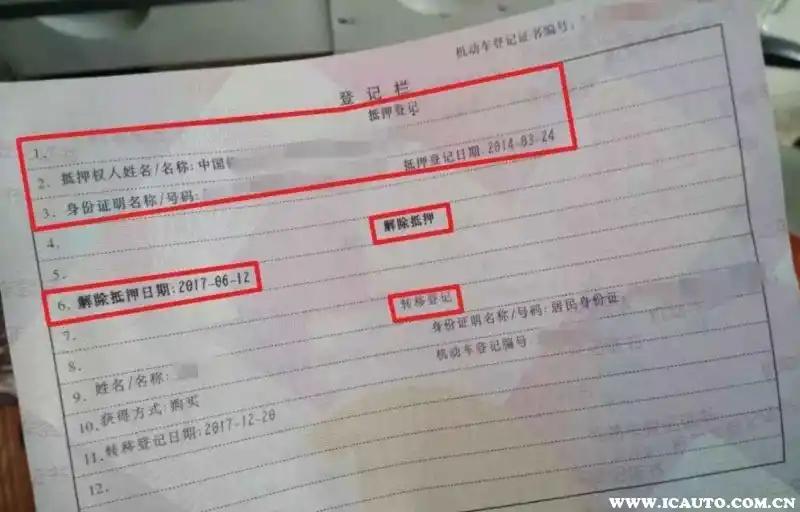 机动车登记证书编号:
登记栏
抵押登记
1.
2. 抵押权人姓名/名称:中国
3. 身份证明名称/号码: 抵押登记日期:2014-03-24
4.
解除抵押
5.
6. 解除抵押日期:2017-06-12
转移登记
7.
8. 身份证明名称/号码:居民身份证
9. 姓名/名称: 机动车登记编号
10. 获得方式:购买
11. 转移登记日期:2017-12-20
12.
WWW.ICAUTO.COM.CN